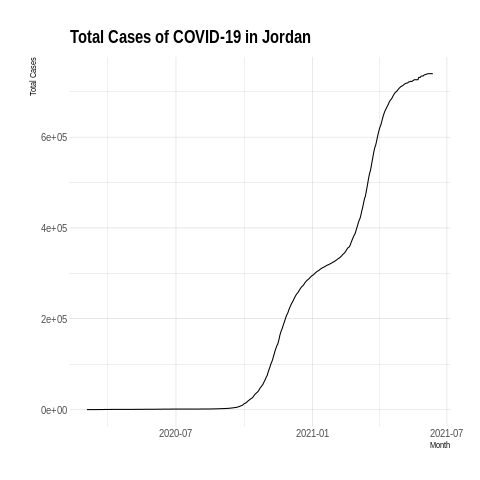 Total Cases of COVID-19 in Jordan
Total Cases
6e+05
4e+05
2e+05
0e+00
2020-07
2021-01
2021-07
Month